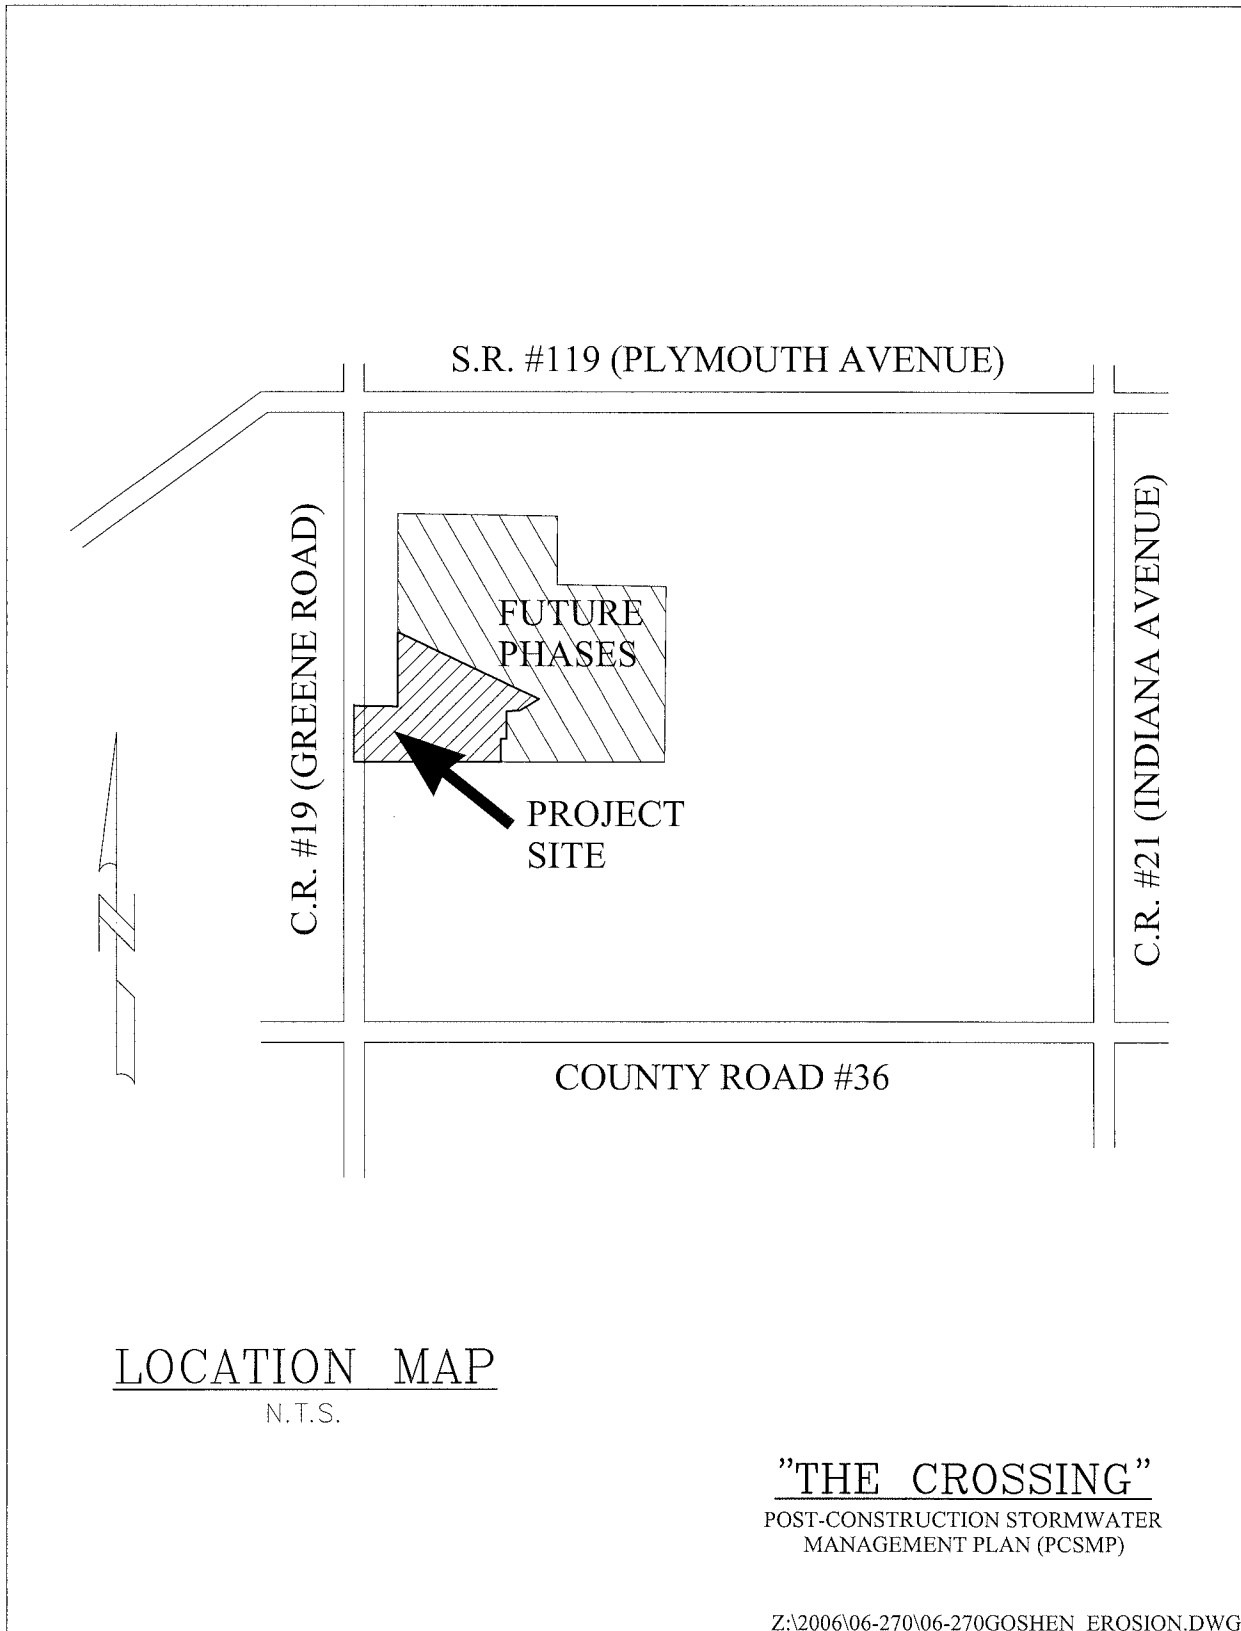 S.R. #119 (PLYMOUTH AVENUE)
C.R. #19 (GREENE ROAD)
FUTURE
PHASES
C.R. #21 (INDIANA AVENUE)
PROJECT
SITE
N
COUNTY ROAD #36
LOCATION MAP
N.T.S.
"THE CROSSING"
POST-CONSTRUCTION STORMWATER
MANAGEMENT PLAN (PCSMP)
Z:\2006\06-270\06-270GOSHEN EROSION.DWG